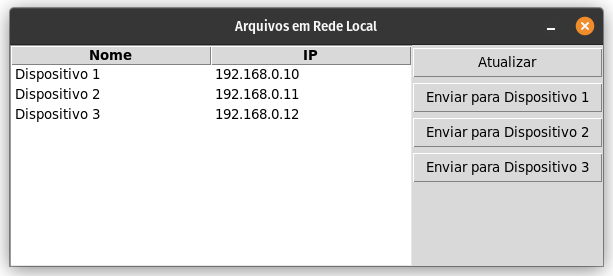 Arquivos em Rede Local
Nome IP
Dispositivo 1 192.168.0.10
Dispositivo 2 192.168.0.11
Dispositivo 3 192.168.0.12
Atualizar
Enviar para Dispositivo 1
Enviar para Dispositivo 2
Enviar para Dispositivo 3